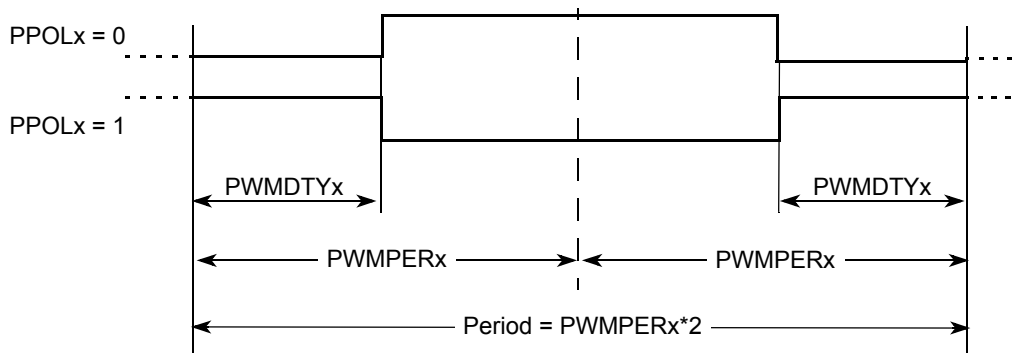 PPOLx = 0
PPOLx = 1
PWMDTYx PWMDTYx
PWMPERx PWMPERx
Period = PWMPERx*2